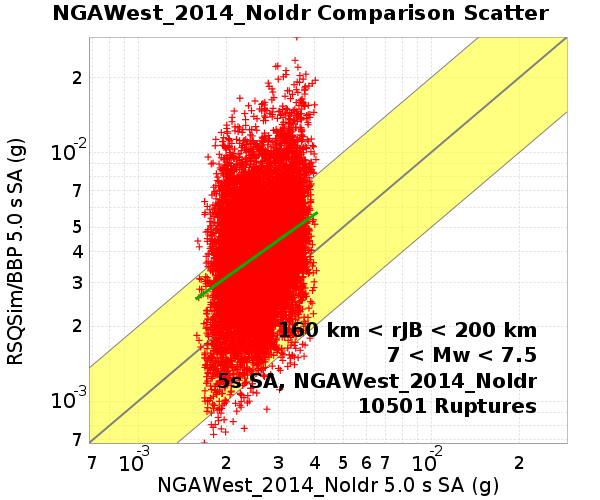 NGAWest_2014_NoIdr Comparison Scatter
RSQSim/BBP 5.0 s SA (g)
2
10-2
7
5
4
3
2
10-3
7
160 km < rJB < 200 km
7 < Mw < 7.5
5s SA, NGAWest_2014_NoIdr
10501 Ruptures
7 10-3 2 3 4 5 6 7 10-2 2
NGAWest_2014_NoIdr 5.0 s SA (g)